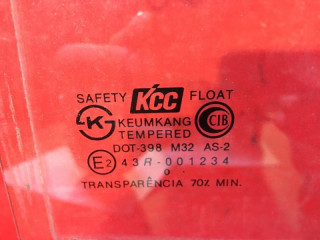 SAFETY KCC FLOAT
K KEUMKANG CIB
TEMPERED
DOT-398 M32 AS-2
E2 43R-001234
0
TRANSPARÊNCIA 70% MIN.